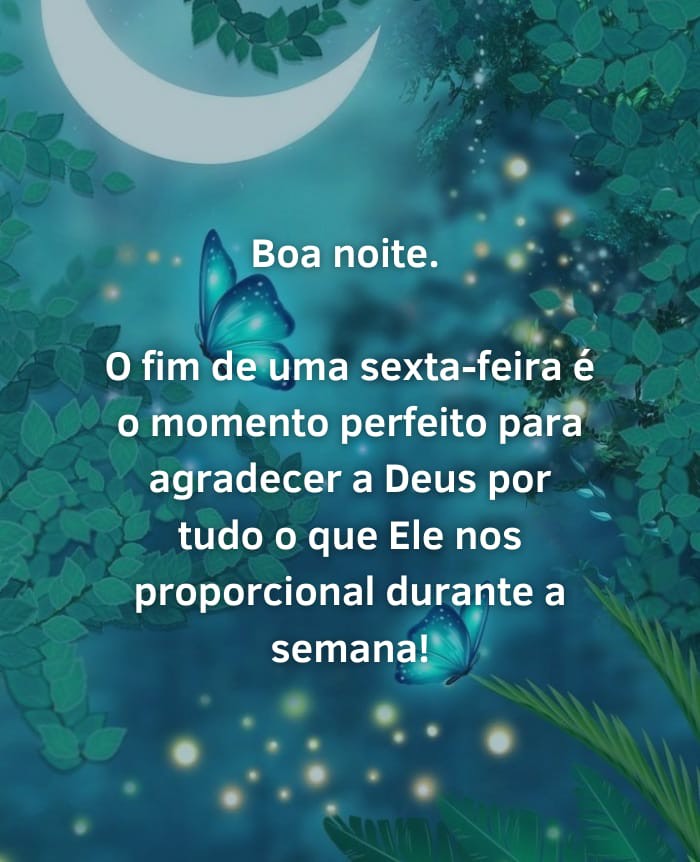 Boa noite.
O fim de uma sexta-feira é
o momento perfeito para
agradecer a Deus por
tudo o que Ele nos
proporcional durante a
semana!